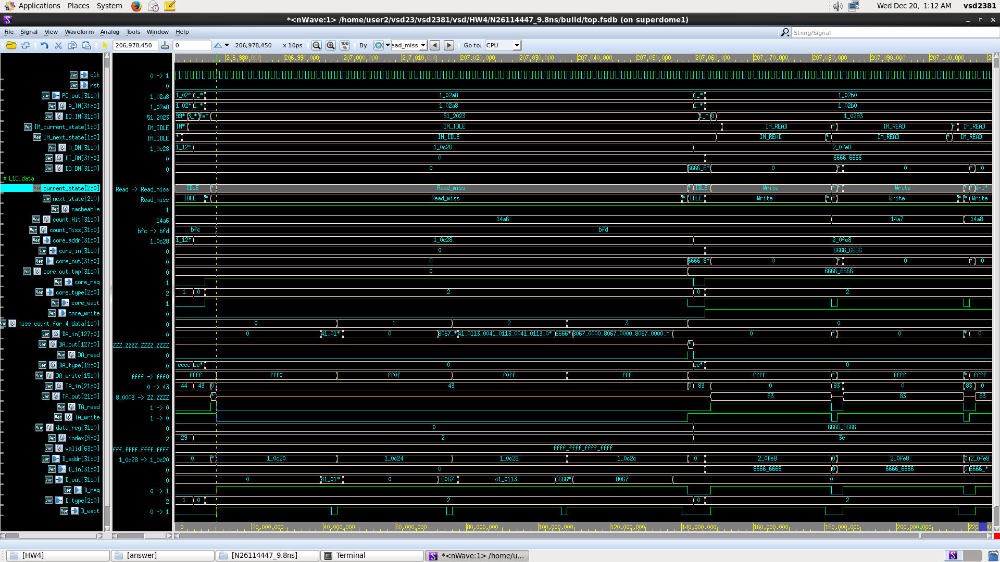 Applications Places System Wed Dec 20, 1:12 AM vsd2381
*<nWave:1> /home/user2/vsd23/vsd2381/vsd/HW4/N26114447_9.8ns/build/top.fsdb (on superdome1)
File Signal View Waveform Analog Tools Window Help String/Signal
206,978,450 0 -206,978,450 x 10ps 100% By: ead_miss Go to: CPU
206,980,000 206,990,000 207,000,000 207,010,000 207,020,000 207,030,000 207,040,000 207,050,000 207,060,000 207,070,000 207,080,000 207,090,000 207,100,000
clk 0 -> 1
rst 0
PC_out[31:0] 1_02a8 1_02* 1_* 1_02a8 1_* 1_02b0
A_IM[31:0] 1_02a8 1_02* 1_* 1_02a8 1_* 1_02b0
DO_IM[31:0] 51_2023 99* 3_* fe* 51_2023 1_* 0 1_0293
IM_current_state[1:0] IM_IDLE IM* IM_IDLE IM_READ * IM_READ * IM_READ
IM_next_state[1:0] IM_IDLE * IM_IDLE IM_READ * IM_READ * IM_READ
A_DM[31:0] 1_0c28 1_12* 1_0c28 2_0fe8
DI_DM[31:0] 0 0 6666_6666
DO_DM[31:0] 0 0 6666_6* 0 * 0 * 0
= L1C_data
current_state[2:0] Read -> Read_miss IDLE * Read_miss * IDLE Write * * Write * * Wri*
next_state[2:0] Read_miss IDLE * Read_miss * IDLE Write * * Write * * Write
cacheable 1
count_Hit[31:0] 14a6 14a6 14a7 14a8
count_Miss[31:0] bfc -> bfd bfc bfd
core_addr[31:0] 1_0c28 1_12* 1_0c28 2_0fe8
core_in[31:0] 0 0 6666_6666
core_out[31:0] 0 0 6666_6* 0 * 0 * 0
core_out_tmp[31:0] 0 0 6666_6666
core_req 1
core_type[2:0] 2 1 0 2 0 2
core_wait 1
core_write 0
miss_count_for_4_data[1:0] 0 0 1 2 3 0
DA_in[127:0] 0 0 41_01* 0 8067_* 41_0113_0041_0113_0041_0113_0* 6666* 8067_0000_8067_0000_8067_0000_* 0 * 0 * 0
DA_out[127:0] ZZZ_ZZZZ_ZZZZ_ZZZZ *
DA_read 0
DA_type[15:0] 0 cccc ee* 0 ee* 0
DA_write[15:0] ffff -> fff0 ffff fff0 ff0f f0ff fff ffff * ffff * ffff
TA_in[21:0] 0 -> 43 44 43 0 43 0 83 0 83 0 83 0
TA_out[21:0] 8_0003 -> ZZ_ZZZZ * 83 83 83
TA_read 1 -> 0
TA_write 1 -> 0
data_reg[31:0] 0 0 6666_6666
index[5:0] 2 29 2 3e
valid[63:0] fff_ffff_ffff_ffff ffff_ffff_ffff_ffff
D_addr[31:0] 1_0c28 -> 1_0c20 0 * 1_0c20 1_0c24 1_0c28 1_0c2c 0 2_0fe8 0 2_0fe8 0 2_0fe8
D_in[31:0] 0 0 6666_6666 0 6666_6666 0 6666_*
D_out[31:0] 0 0 41_01* 0 8067 41_0113 6666* 8067 0
D_req 0 -> 1
D_type[2:0] 2 1 0 2 0 2
D_wait 0 -> 1
0 20,000,000 40,000,000 60,000,000 80,000,000 100,000,000 120,000,000 140,000,000 160,000,000 180,000,000 200,000,000
[HW4] [answer] [N26114447_9.8ns] Terminal *<nWave:1> /home/u...